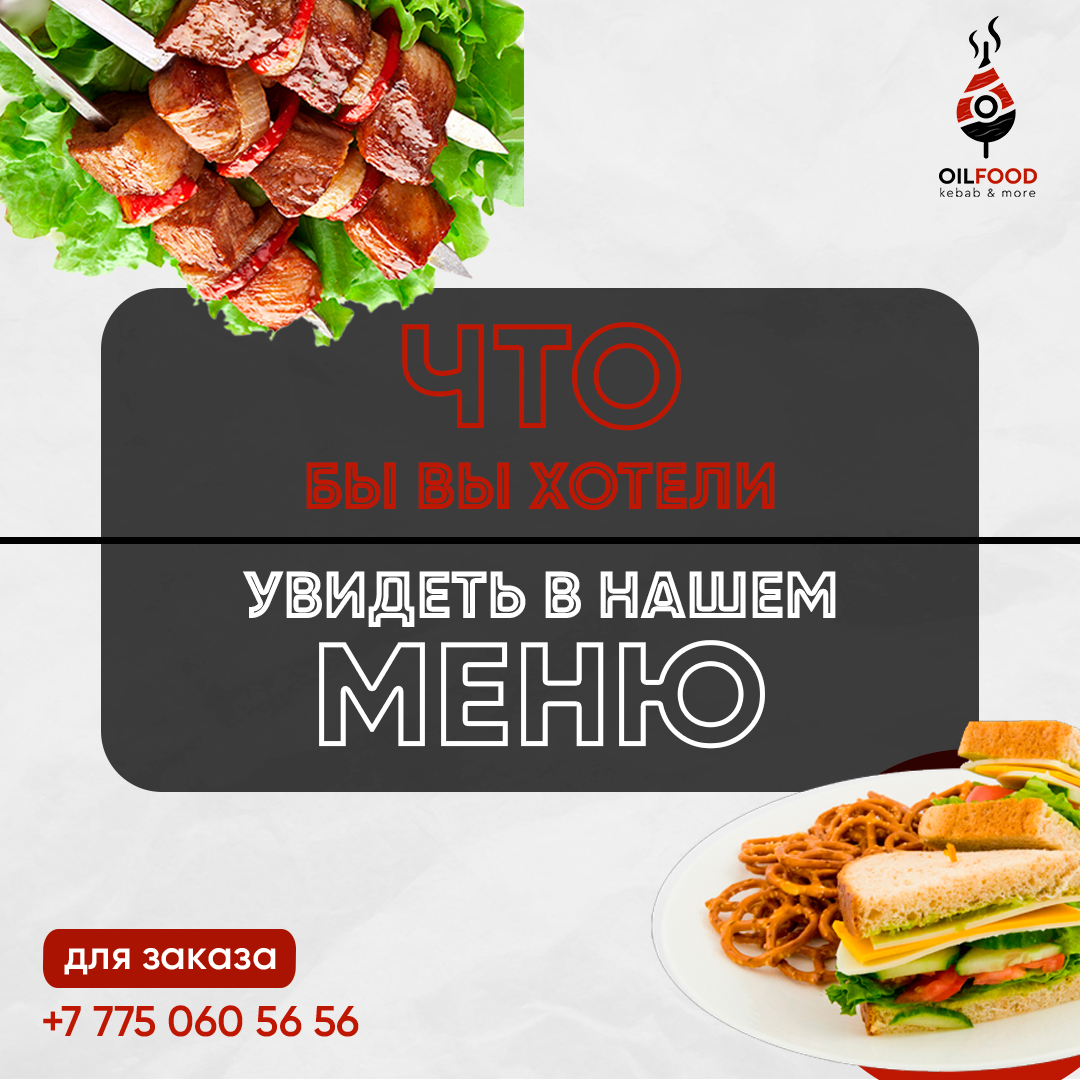 OILFOOD
kebab & more
ЧТО
БЫ ВЫ ХОТЕЛИ
УВИДЕТЬ В НАШЕМ
МЕНЮ
для заказа
+7 775 060 56 56